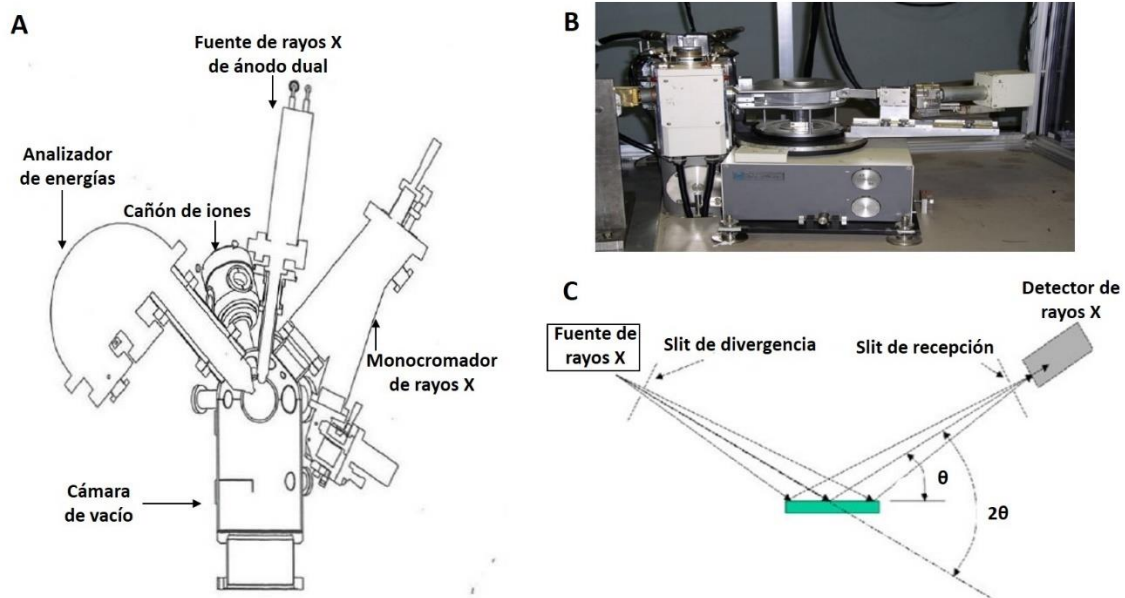 A
Fuente de rayos X
de ánodo dual
Analizador
de energías
Cañón de iones
Monocromador
de rayos X
Cámara
de vacío
B
C
Detector de
rayos X
Fuente de
rayos X
Slit de divergencia
Slit de recepción
θ
2θ